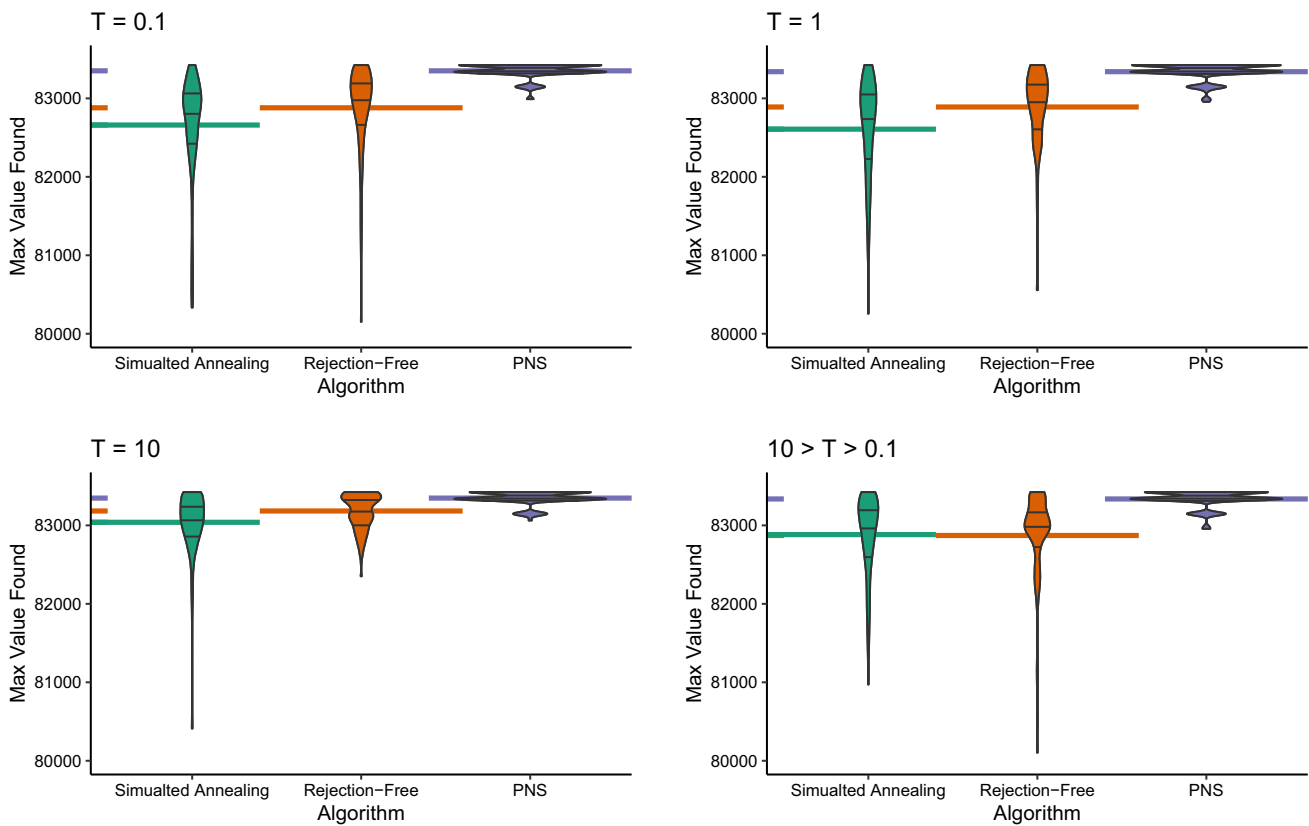 T = 0.1
Max Value Found
83000
82000
81000
80000
Simualted Annealing
Rejection−Free
PNS
Algorithm
T = 1
Max Value Found
83000
82000
81000
80000
Simualted Annealing
Rejection−Free
PNS
Algorithm
T = 10
Max Value Found
83000
82000
81000
80000
Simualted Annealing
Rejection−Free
PNS
Algorithm
10 > T > 0.1
Max Value Found
83000
82000
81000
80000
Simualted Annealing
Rejection−Free
PNS
Algorithm